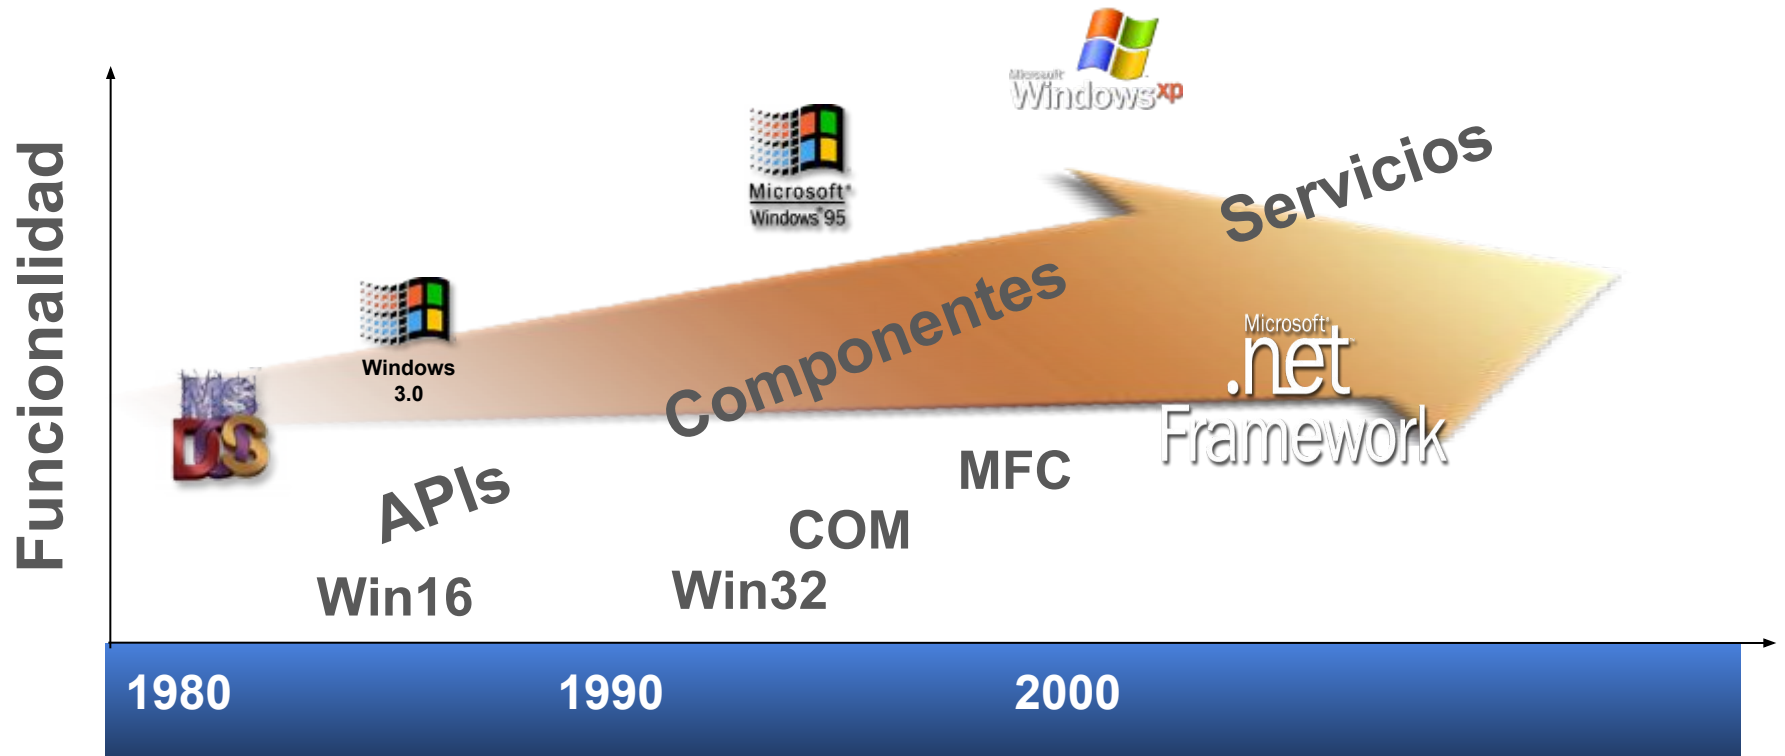 Funcionalidad
Microsoft
Windows xp
Microsoft®
Windows®95
Servicios
Componentes
Windows
3.0
MS
DOS
Microsoft®
.net
Framework
APIs
MFC
COM
Win16
Win32
1980
1990
2000